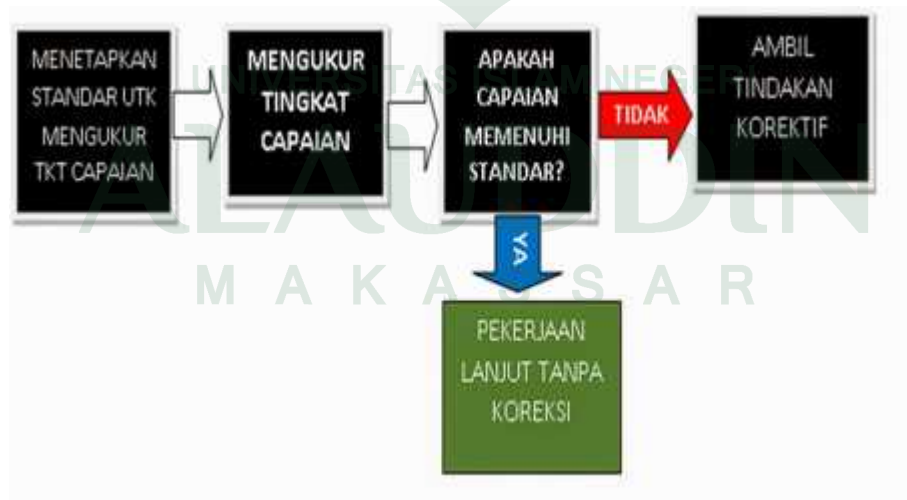 MENETAPKAN
STANDAR UTK
MENGUKUR
TKT CAPAIAN
MENGUKUR
TINGKAT
CAPAIAN
APAKAH
CAPAIAN
MEMENUHI
STANDAR?
TIDAK
AMBIL
TINDAKAN
KOREKTIF
YA
PEKERJAAN
LANJUT TANPA
KOREKSI
UNIVERSITAS ISLAM NEGERI
ALAUDDIN
MAKASSAR